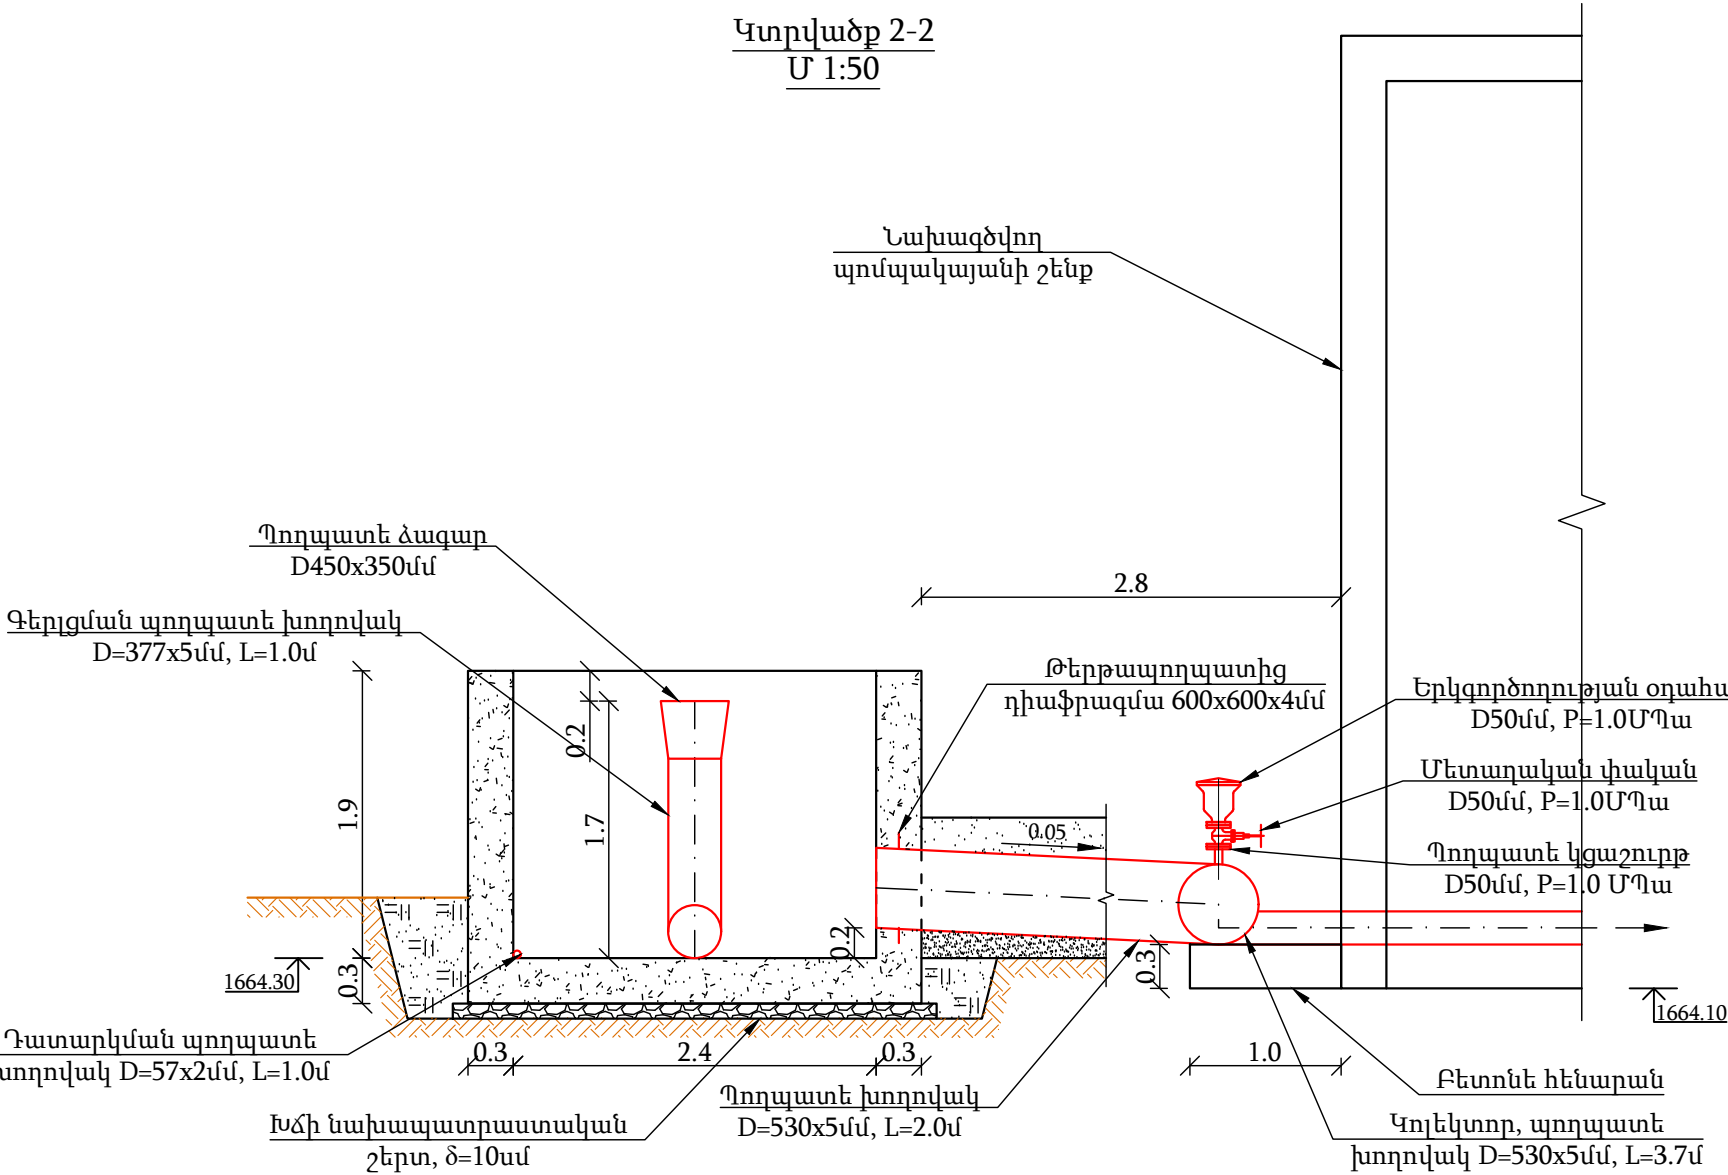 Կտրվածք 2-2
Մ 1:50
Նախագծվող
պոմպակայանի շենք
Պողպատե ձագար
D450x350մմ
2.8
Գերլցման պողպատե խողովակ
D=377x5մմ, L=1.0մ
Թերթապողպատից
դիաֆրագմա 600x600x4մմ
Երկգործողության օդահա
D50մմ, P=1.0ՄՊա
0.2
Մետաղական փական
D50մմ, P=1.0ՄՊա
1.9
1.7
0.05
Պողպատե կցաշուրթ
D50մմ, P=1.0 ՄՊա
0.2
0.3
0.3
1664.30
1664.10
Դատարկման պողպատե
խողովակ D=57x2մմ, L=1.0մ
0.3
2.4
0.3
1.0
Բետոնե հենարան
Պողպատե խողովակ
D=530x5մմ, L=2.0մ
Խճի նախապատրաստական
շերտ, δ=10սմ
Կոլեկտոր, պողպատե
խողովակ D=530x5մմ, L=3.7մ